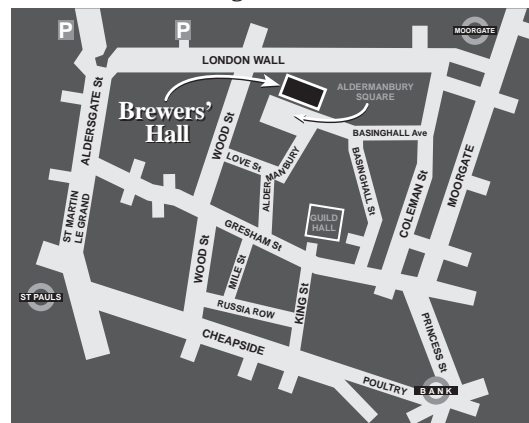 P
P
MOORGATE
LONDON WALL
ALDERMANBURY
SQUARE
Brewers'
Hall
ALDERSGATE St
WOOD St
BASINGHALL Ave
LOVE St
ALDERMANBURY
BASINGHALL St
COLEMAN St
MOORGATE
ST MARTIN
LE GRAND
GUILD
HALL
GRESHAM St
WOOD St
MILE St
KING St
ST PAULS
RUSSIA ROW
CHEAPSIDE
PRINCESS St
POULTRY
BANK